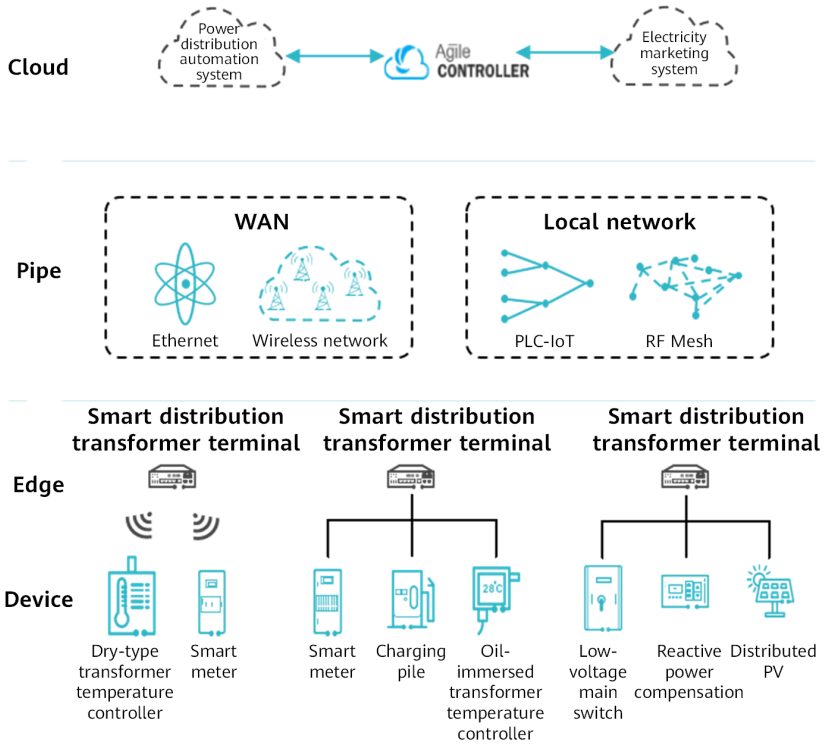 Power
distribution
automation
system
Agile
CONTROLLER
Electricity
marketing
system
Cloud
WAN
Local network
Pipe
Ethernet
Wireless network
PLC-IoT
RF Mesh
Smart distribution
transformer terminal
Smart distribution
transformer terminal
Smart distribution
transformer terminal
Edge
Device
28°C
Dry-type
transformer
temperature
controller
Smart
meter
Smart
meter
Charging
pile
Oil-
immersed
transformer
temperature
controller
Low-
voltage
main
switch
Reactive
power
compensation
Distributed
PV